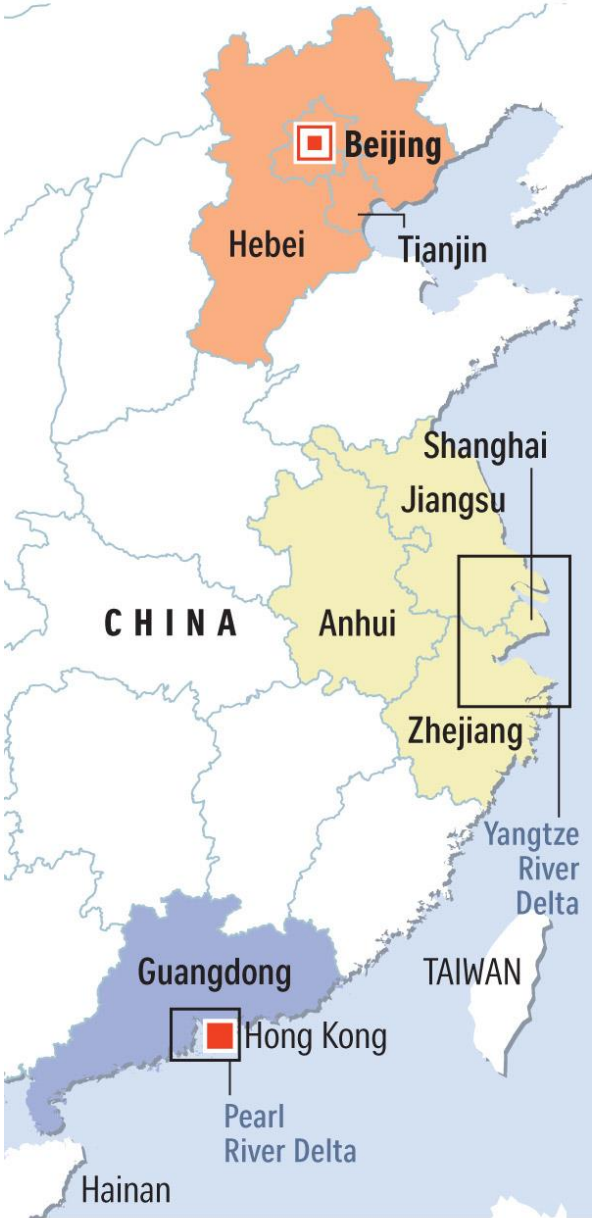 Beijing
Hebei
Tianjin
Shanghai
Jiangsu
CHINA
Anhui
Zhejiang
Yangtze
River
Delta
Guangdong
TAIWAN
Hong Kong
Pearl
River Delta
Hainan